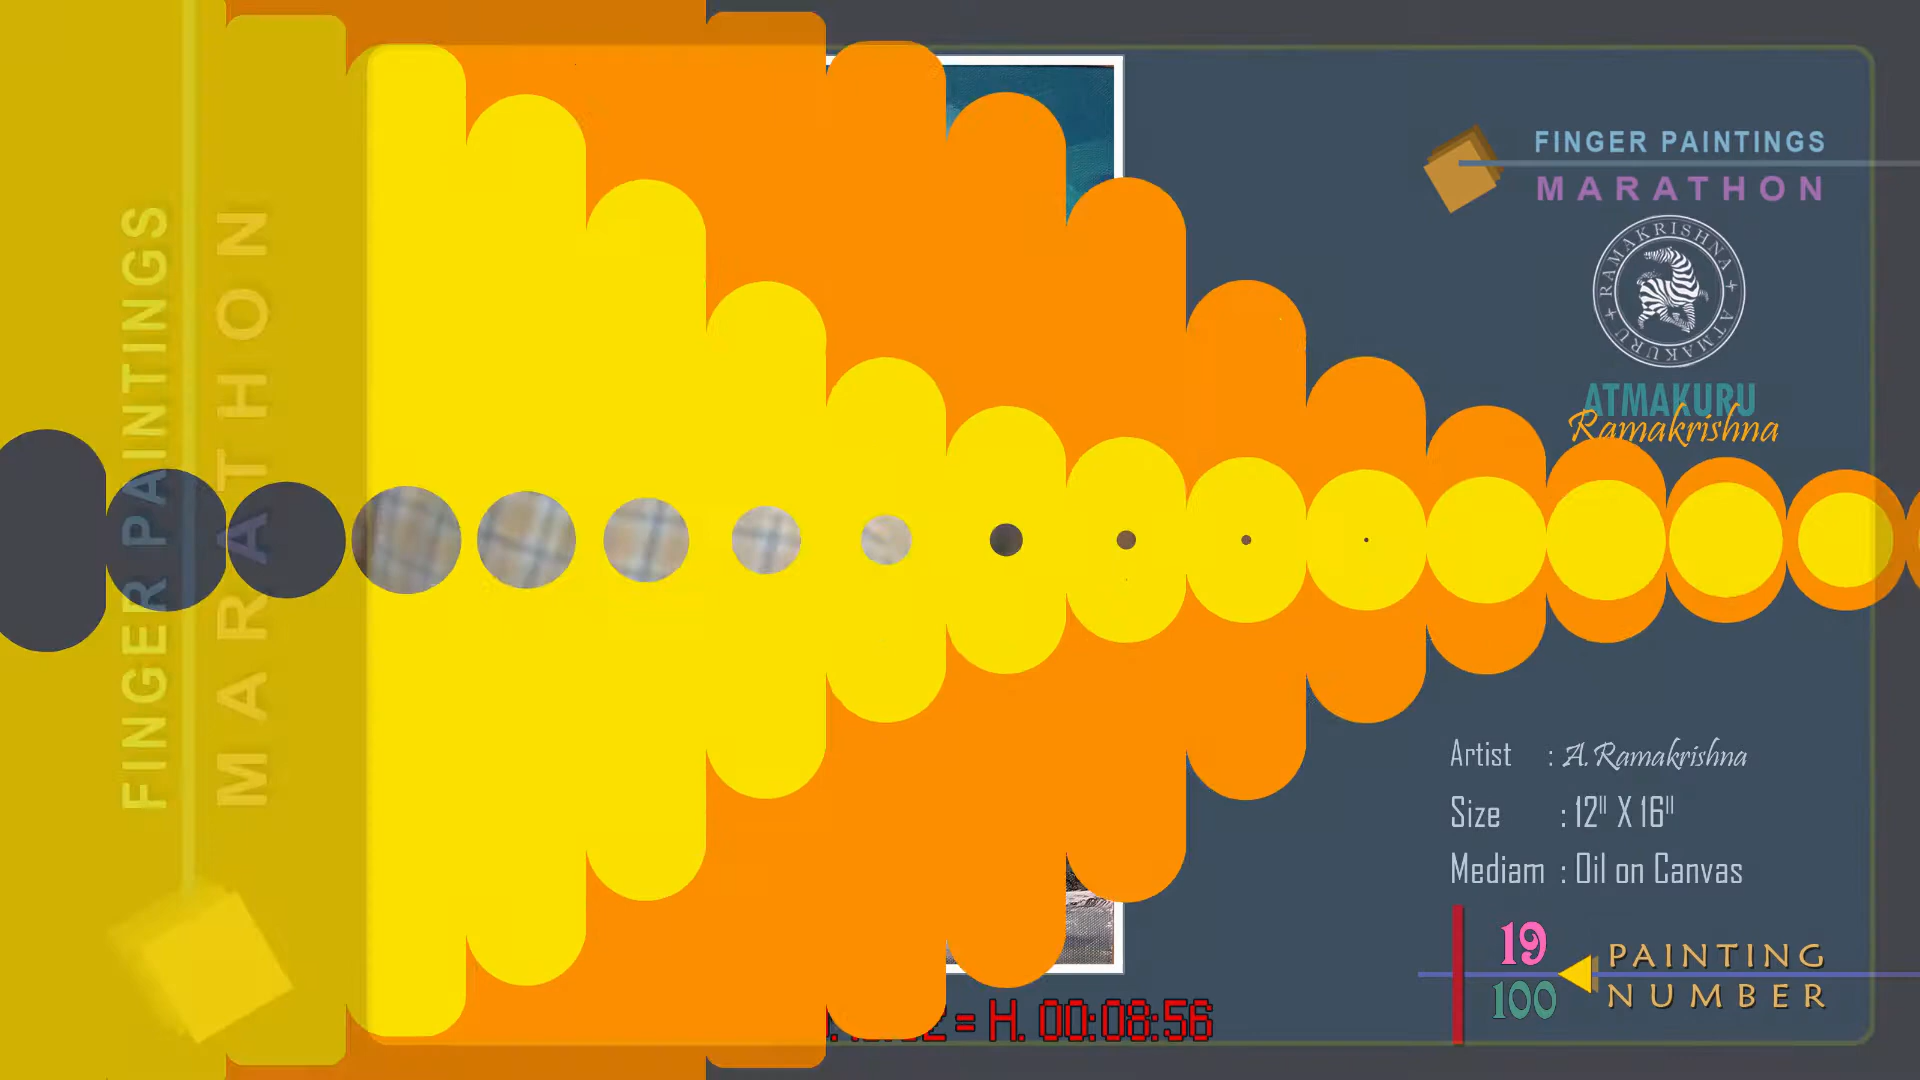 FINGER PAINTINGS
MARATHON
FINGER PAINTINGS
MARATHON
RAMAKRISHNA
ATMAKURU
ATMAKURU
Ramakrishna
Artist : A. Ramakrishna
Size : 12" X 16"
Mediam : Oil on Canvas
19
100
PAINTING
NUMBER
= H. 00:08:56